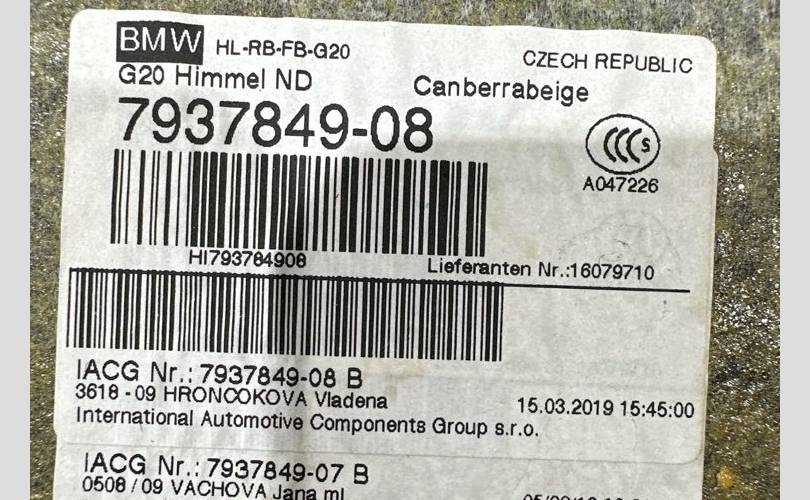 BMW HL-RB-FB-G20
CZECH REPUBLIC
G20 Himmel ND
Canberrabeige
7937849-08
CCC S
A047226
HI793784908
Lieferanten Nr.:16079710
IACG Nr.: 7937849-08 B
3618 - 09 HRONCOKOVA Vladena
15.03.2019 15:45:00
International Automotive Components Group s.r.o.
IACG Nr.: 7937849-07 B
0508 / 09 VACHOVA Jana ml